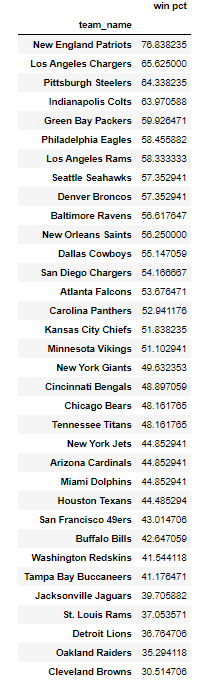 win pct
team_name
New England Patriots 76.838235
Los Angeles Chargers 65.625000
Pittsburgh Steelers 64.338235
Indianapolis Colts 63.970588
Green Bay Packers 59.926471
Philadelphia Eagles 58.455882
Los Angeles Rams 58.333333
Seattle Seahawks 57.352941
Denver Broncos 57.352941
Baltimore Ravens 56.617647
New Orleans Saints 56.250000
Dallas Cowboys 55.147059
San Diego Chargers 54.166667
Atlanta Falcons 53.676471
Carolina Panthers 52.941176
Kansas City Chiefs 51.838235
Minnesota Vikings 51.102941
New York Giants 49.632353
Cincinnati Bengals 48.897059
Chicago Bears 48.161765
Tennessee Titans 48.161765
New York Jets 44.852941
Arizona Cardinals 44.852941
Miami Dolphins 44.852941
Houston Texans 44.485294
San Francisco 49ers 43.014706
Buffalo Bills 42.647059
Washington Redskins 41.544118
Tampa Bay Buccaneers 41.176471
Jacksonville Jaguars 39.705882
St. Louis Rams 37.053571
Detroit Lions 36.764706
Oakland Raiders 35.294118
Cleveland Browns 30.514706